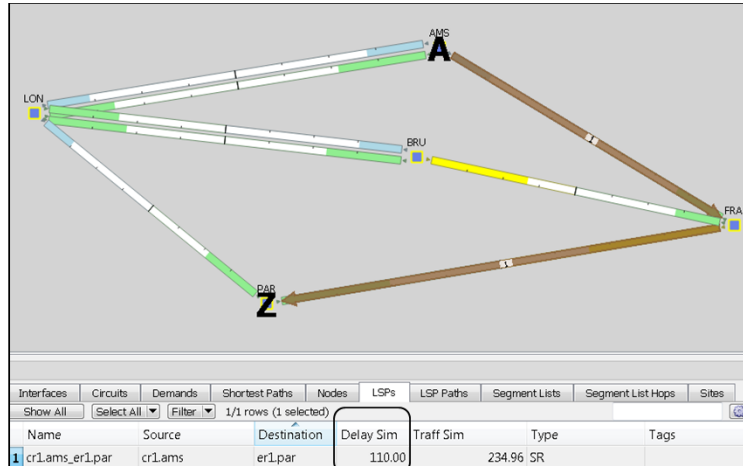 AMS
A
LON
BRU
FRA
PAR
Z
Interfaces Circuits Demands Shortest Paths Nodes LSPs LSP Paths Segment Lists Segment List Hops Sites
Show All Select All Filter 1/1 rows (1 selected)
Name Source Destination Delay Sim Traff Sim Type Tags
1 cr1.ams_er1.par cr1.ams er1.par 110.00 234.96 SR